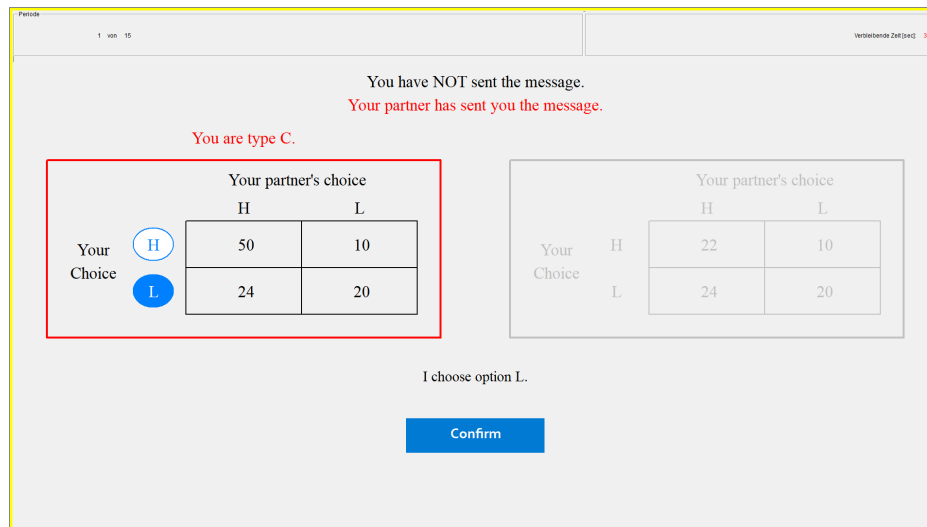 Periode
1 von 15
Verbleibende Zeit [sec]: 3
You have NOT sent the message.
Your partner has sent you the message.
You are type C.
Your partner's choice
H L
Your Choice
H 50 10
L 24 20
Your partner's choice
H L
Your Choice
H 22 10
L 24 20
I choose option L.
Confirm